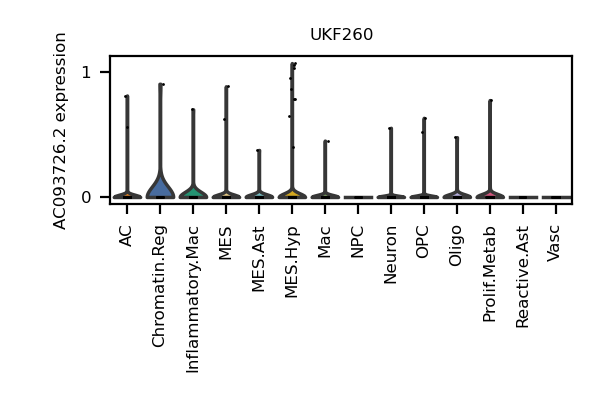 UKF260
AC093726.2 expression
1
0
AC
Chromatin.Reg
Inflammatory.Mac
MES
MES.Ast
MES.Hyp
Mac
NPC
Neuron
OPC
Oligo
Prolif.Metab
Reactive.Ast
Vasc